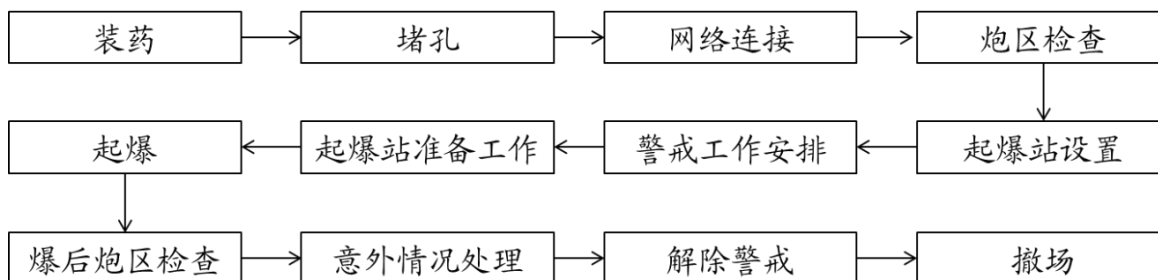 装药 堵孔 网络连接 炮区检查
起爆 起爆站准备工作 警戒工作安排 起爆站设置
爆后炮区检查 意外情况处理 解除警戒 撤场